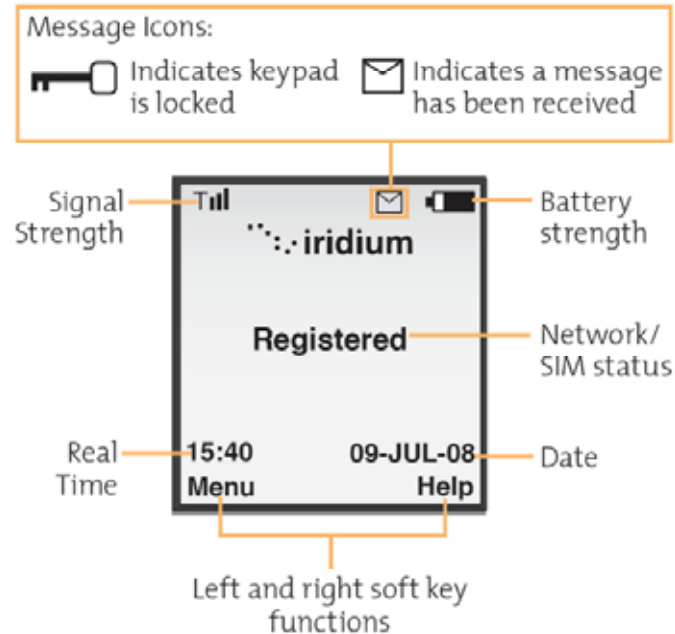 Message Icons:
Indicates keypad
is locked
Indicates a message
has been received
Signal
Strength
Battery
strength
iridium
Registered
Network/
SIM status
Real
Time
15:40
09-JUL-08
Date
Menu
Help
Left and right soft key
functions